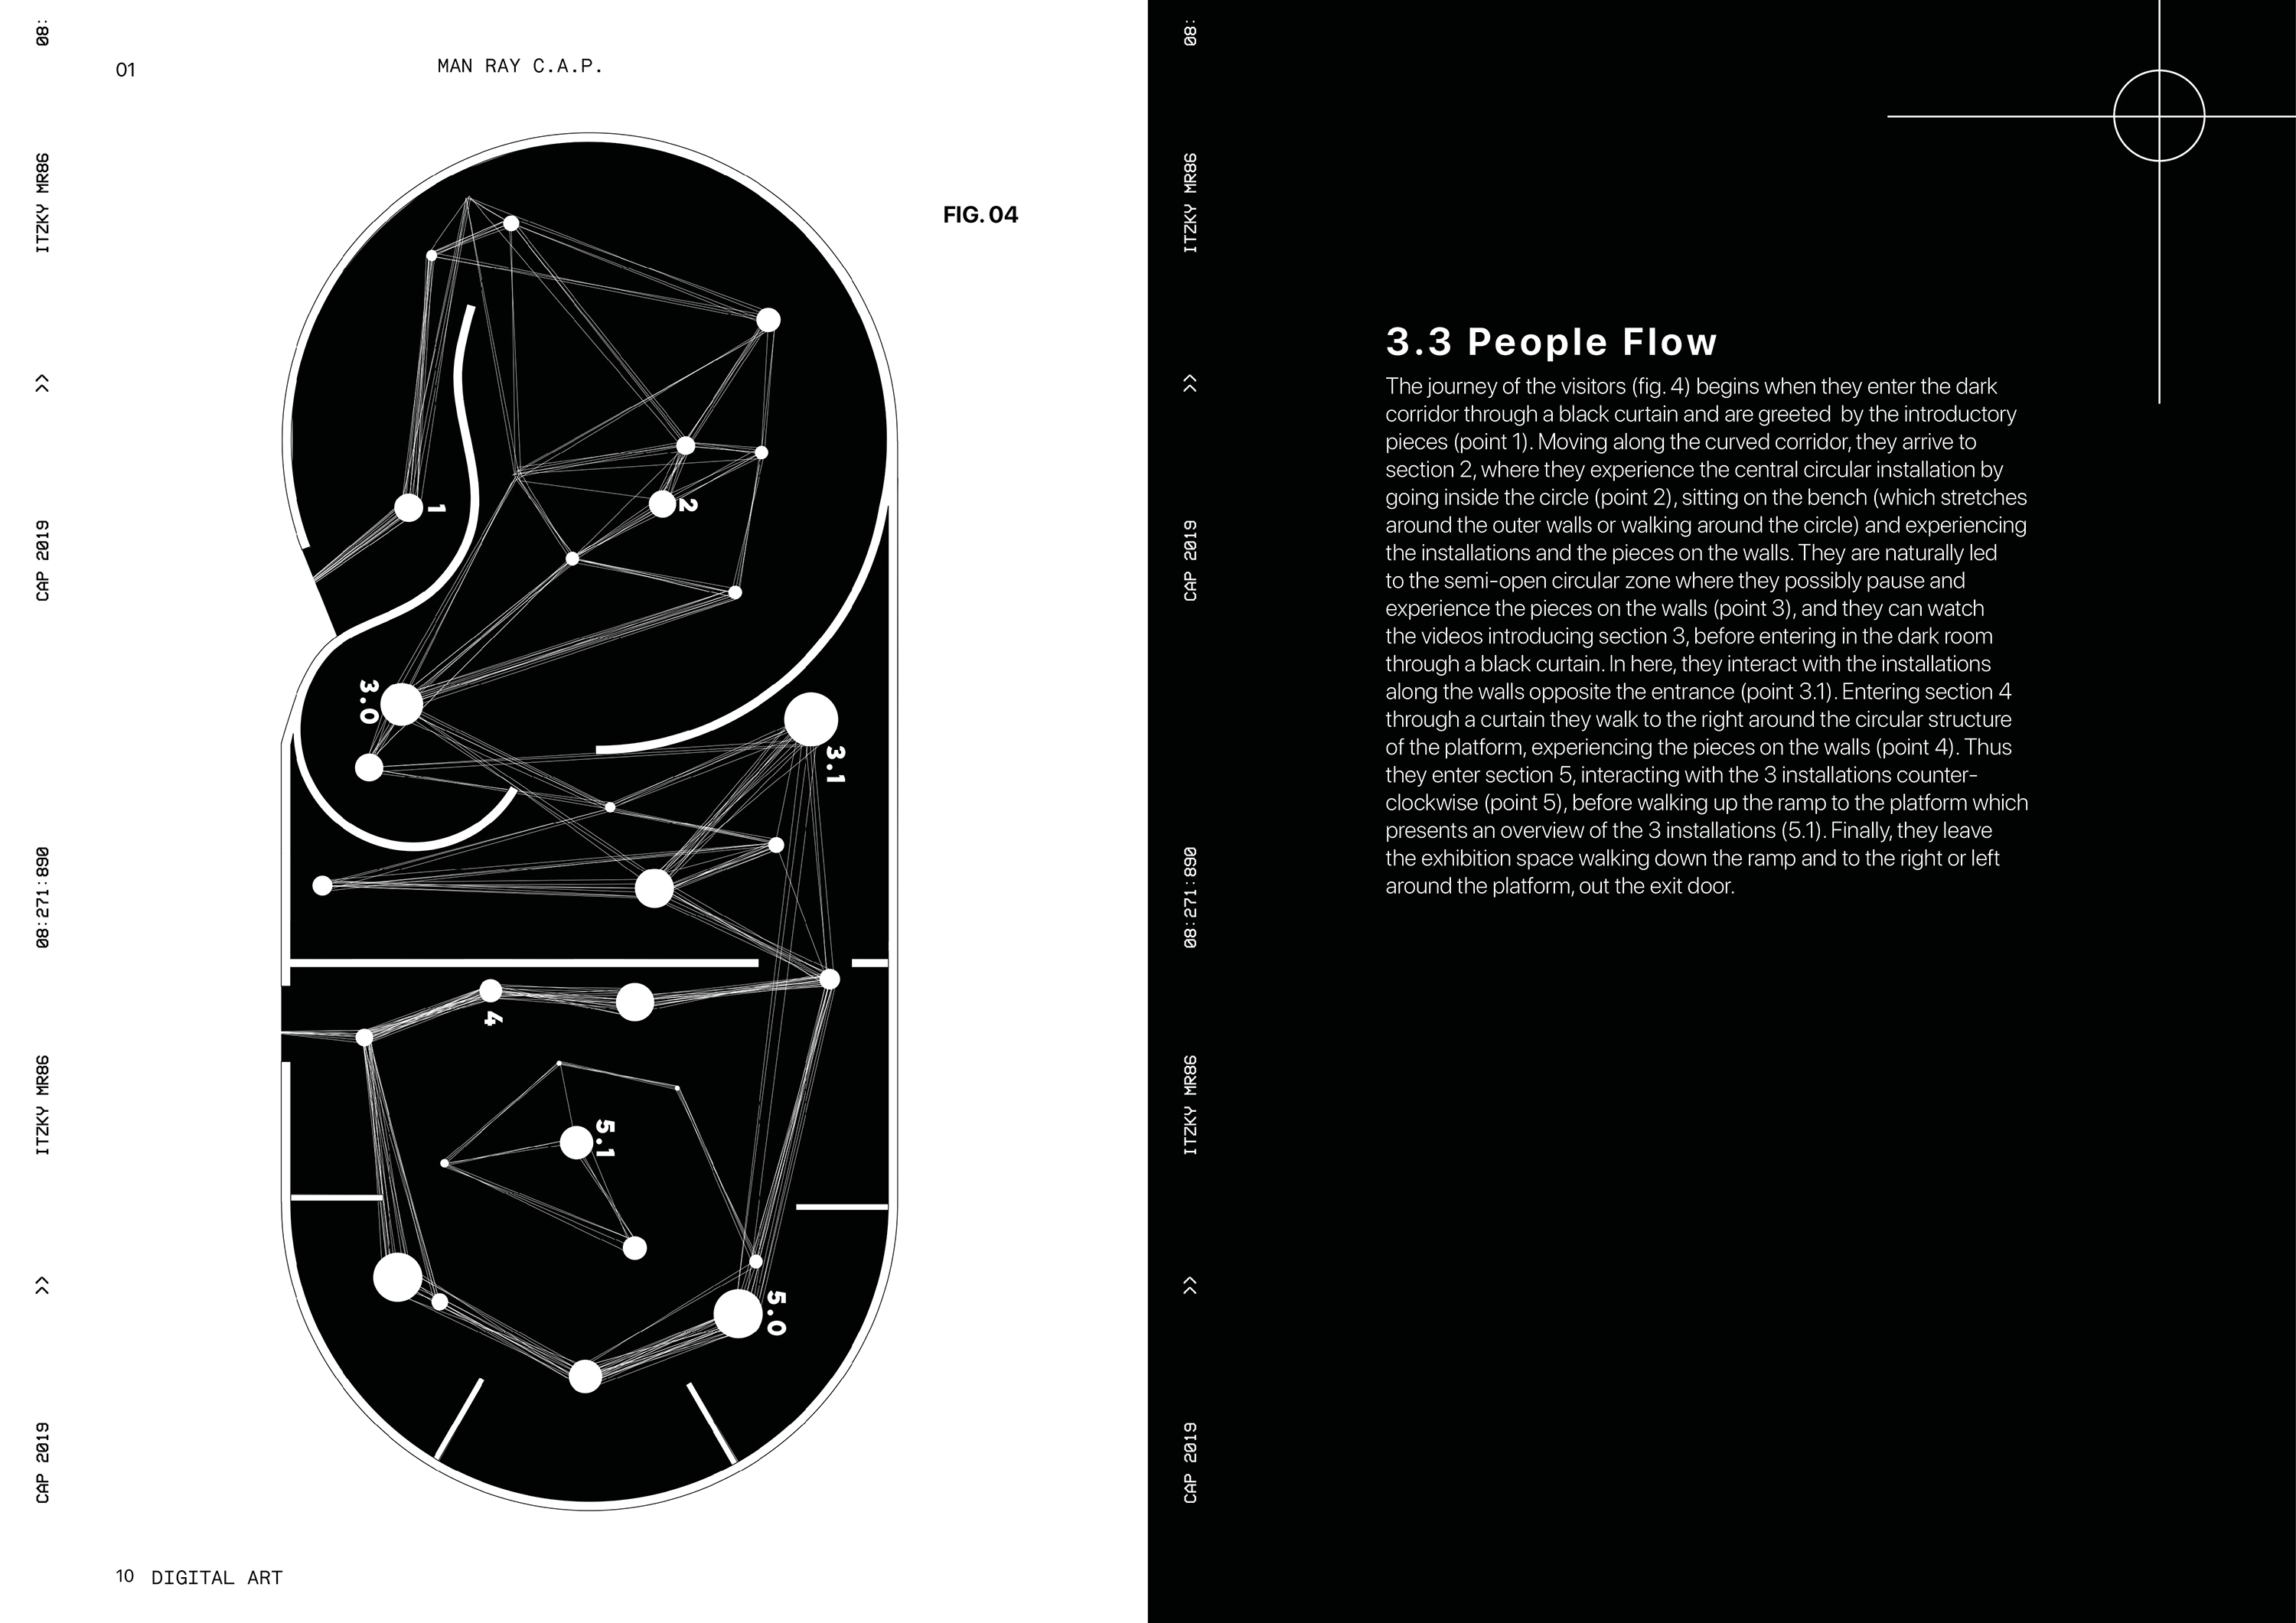 08:
ITZKY MR86
>>
CAP 2019
08:271:890
ITZKY MR86
>>
CAP 2019
01
MAN RAY C.A.P.
FIG. 04
1
2
3.0
3.1
4
5.1
5.0
10 DIGITAL ART
08:
ITZKY MR86
>>
CAP 2019
08:271:890
ITZKY MR86
>>
CAP 2019
3.3 People Flow
The journey of the visitors (fig. 4) begins when they enter the dark
corridor through a black curtain and are greeted by the introductory
pieces (point 1). Moving along the curved corridor, they arrive to
section 2, where they experience the central circular installation by
going inside the circle (point 2), sitting on the bench (which stretches
around the outer walls or walking around the circle) and experiencing
the installations and the pieces on the walls. They are naturally led
to the semi-open circular zone where they possibly pause and
experience the pieces on the walls (point 3), and they can watch
the videos introducing section 3, before entering in the dark room
through a black curtain. In here, they interact with the installations
along the walls opposite the entrance (point 3.1). Entering section 4
through a curtain they walk to the right around the circular structure
of the platform, experiencing the pieces on the walls (point 4). Thus
they enter section 5, interacting with the 3 installations counter-
clockwise (point 5), before walking up the ramp to the platform which
presents an overview of the 3 installations (5.1). Finally, they leave
the exhibition space walking down the ramp and to the right or left
around the platform, out the exit door.